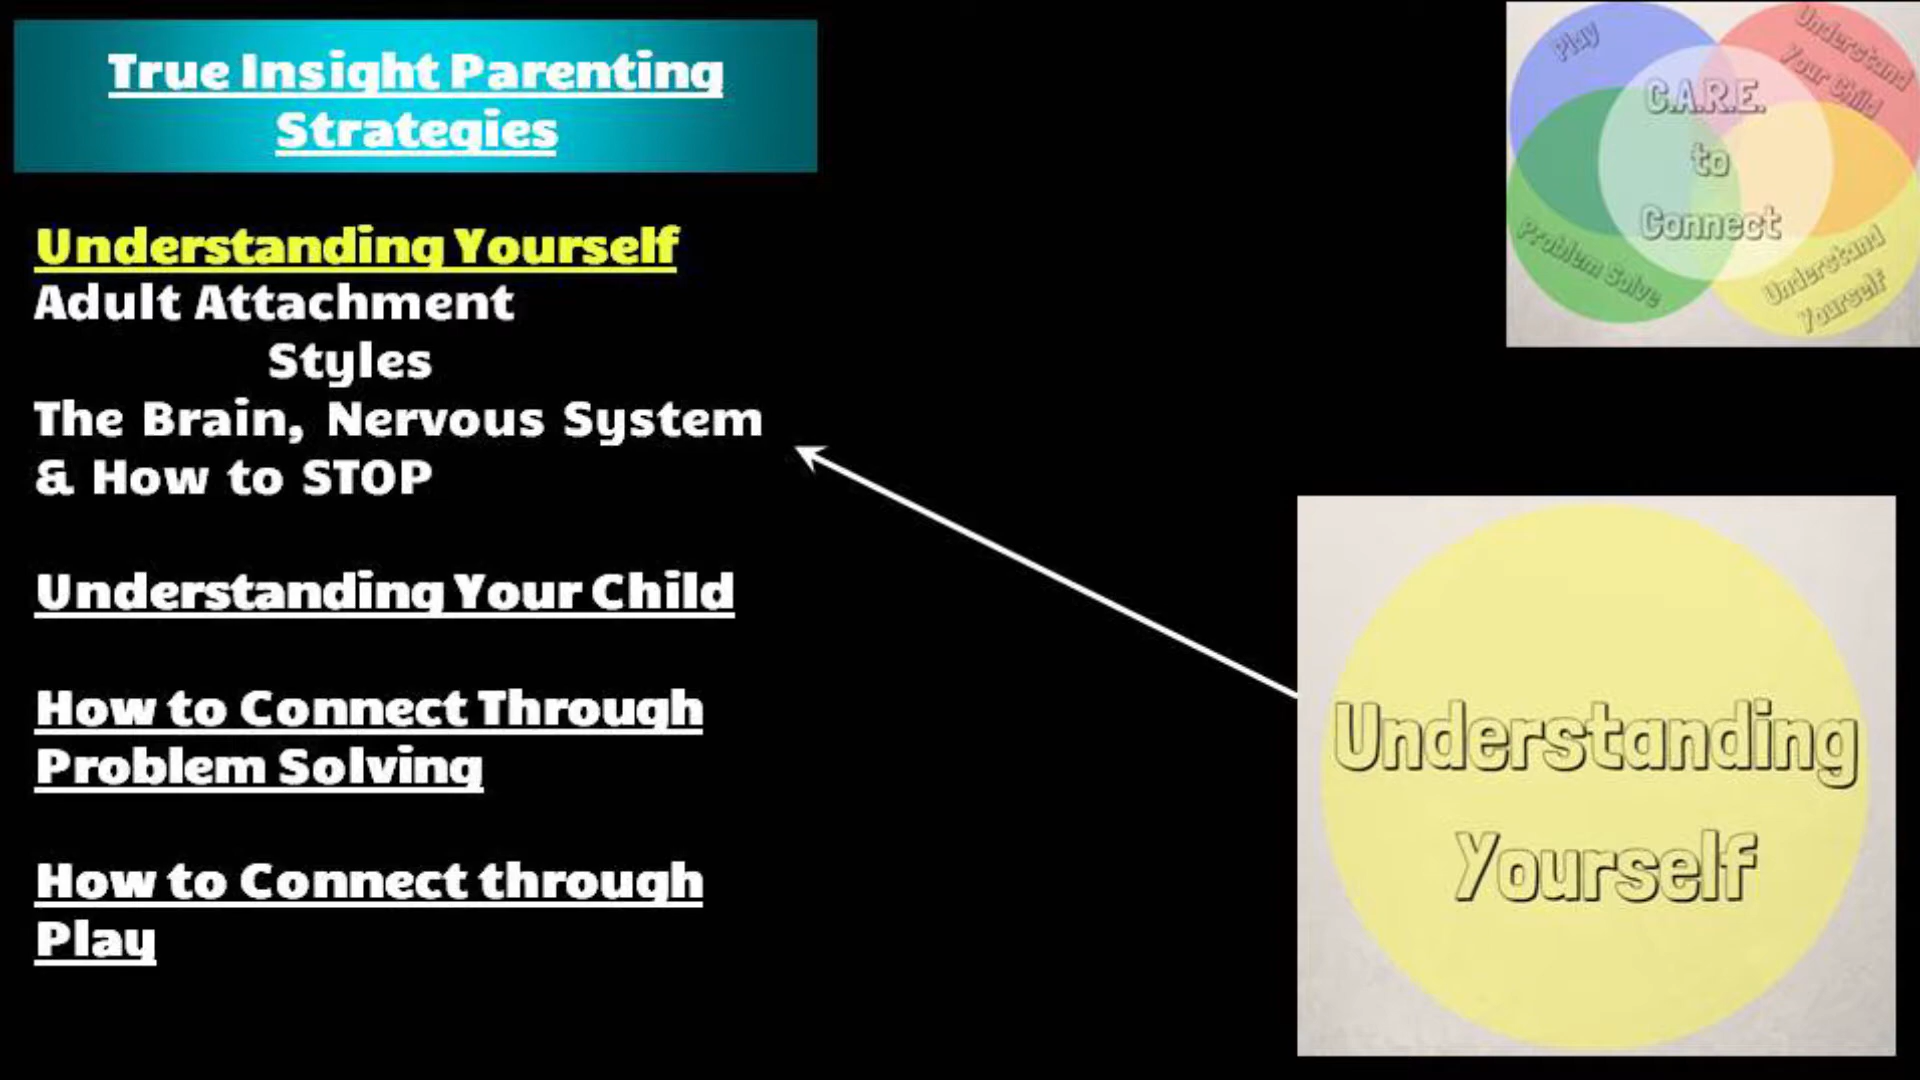 True Insight Parenting
Strategies
Understanding Yourself
Adult Attachment
Styles
The Brain, Nervous System
& How to STOP
Understanding Your Child
How to Connect Through
Problem Solving
How to Connect through
Play
Play
Understand
Your Child
C.A.R.E.
to
Connect
Problem Solve
Understand
Yourself
Understanding
Yourself